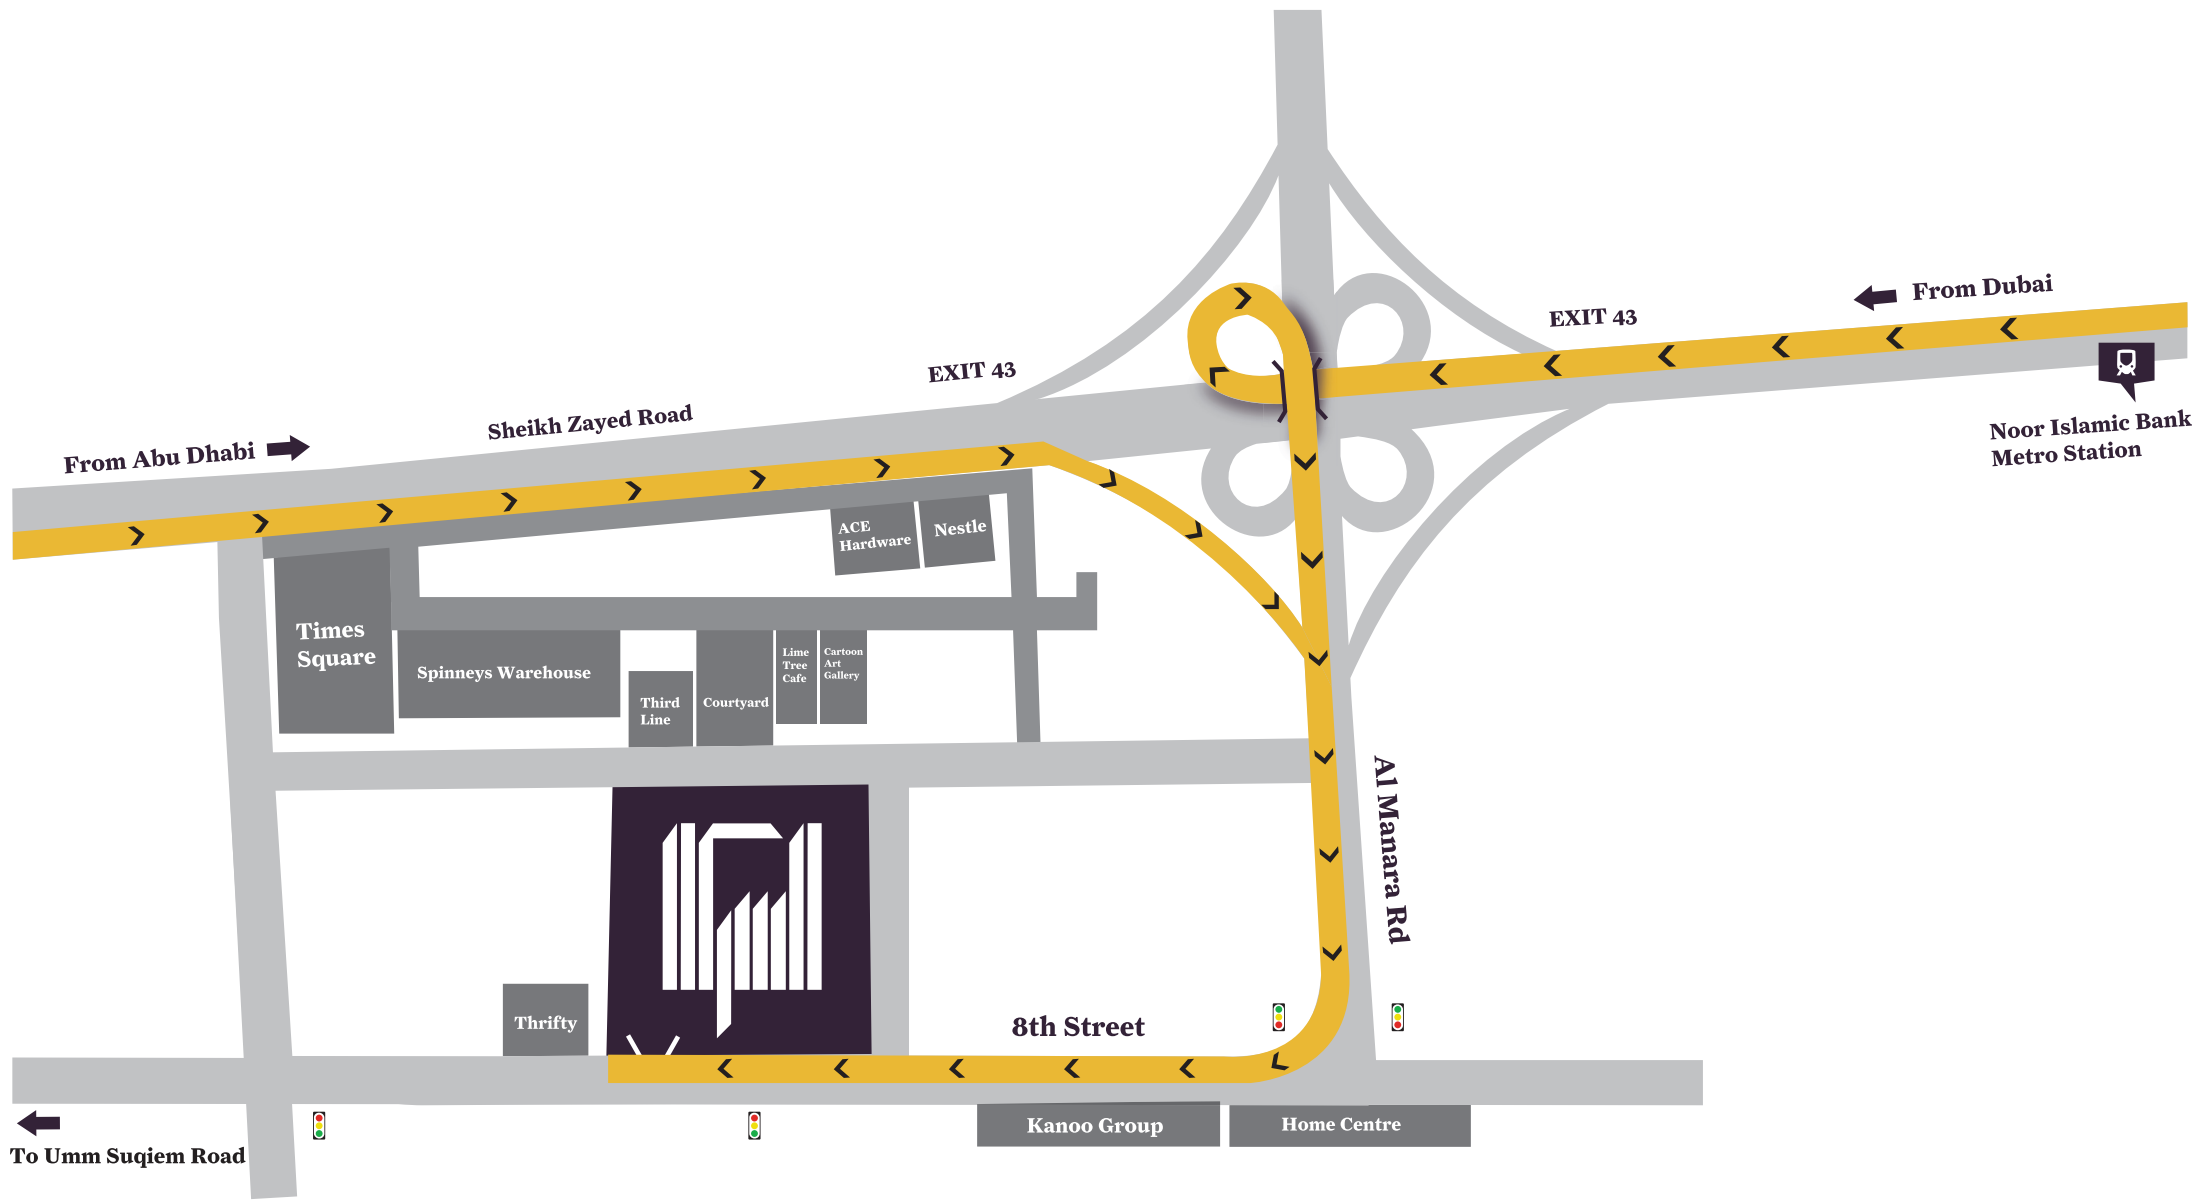 From Dubai
EXIT 43
EXIT 43
Sheikh Zayed Road
From Abu Dhabi
Noor Islamic Bank
Metro Station
ACE
Hardware
Nestle
Times
Square
Spinneys Warehouse
Third
Line
Courtyard
Lime
Tree
Cafe
Cartoon
Art
Gallery
Al Manara Rd
Thrifty
8th Street
Kanoo Group
Home Centre
To Umm Suqiem Road